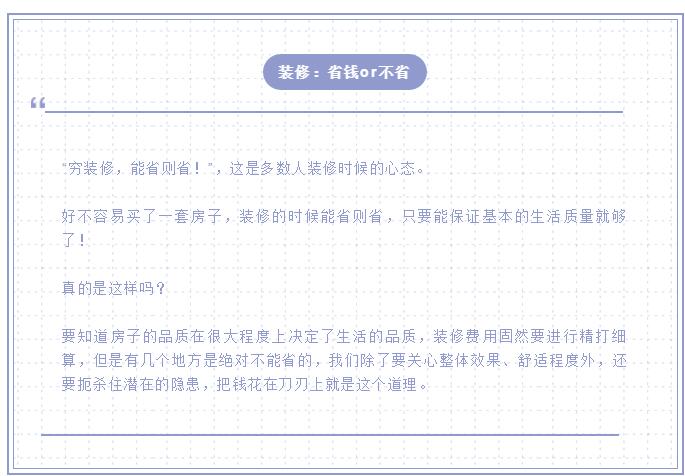 装修：省钱or不省
“
“穷装修，能省则省！”，这是多数人装修时候的心态。
好不容易买了一套房子，装修的时候能省则省，只要能保证基本的生活质量就够
了！
真的是这样吗？
要知道房子的品质在很大程度上决定了生活的品质，装修费用固然要进行精打细
算，但是有几个地方是绝对不能省的，我们除了要关心整体效果、舒适程度外，还
要扼杀住潜在的隐患，把钱花在刀刃上就是这个道理。